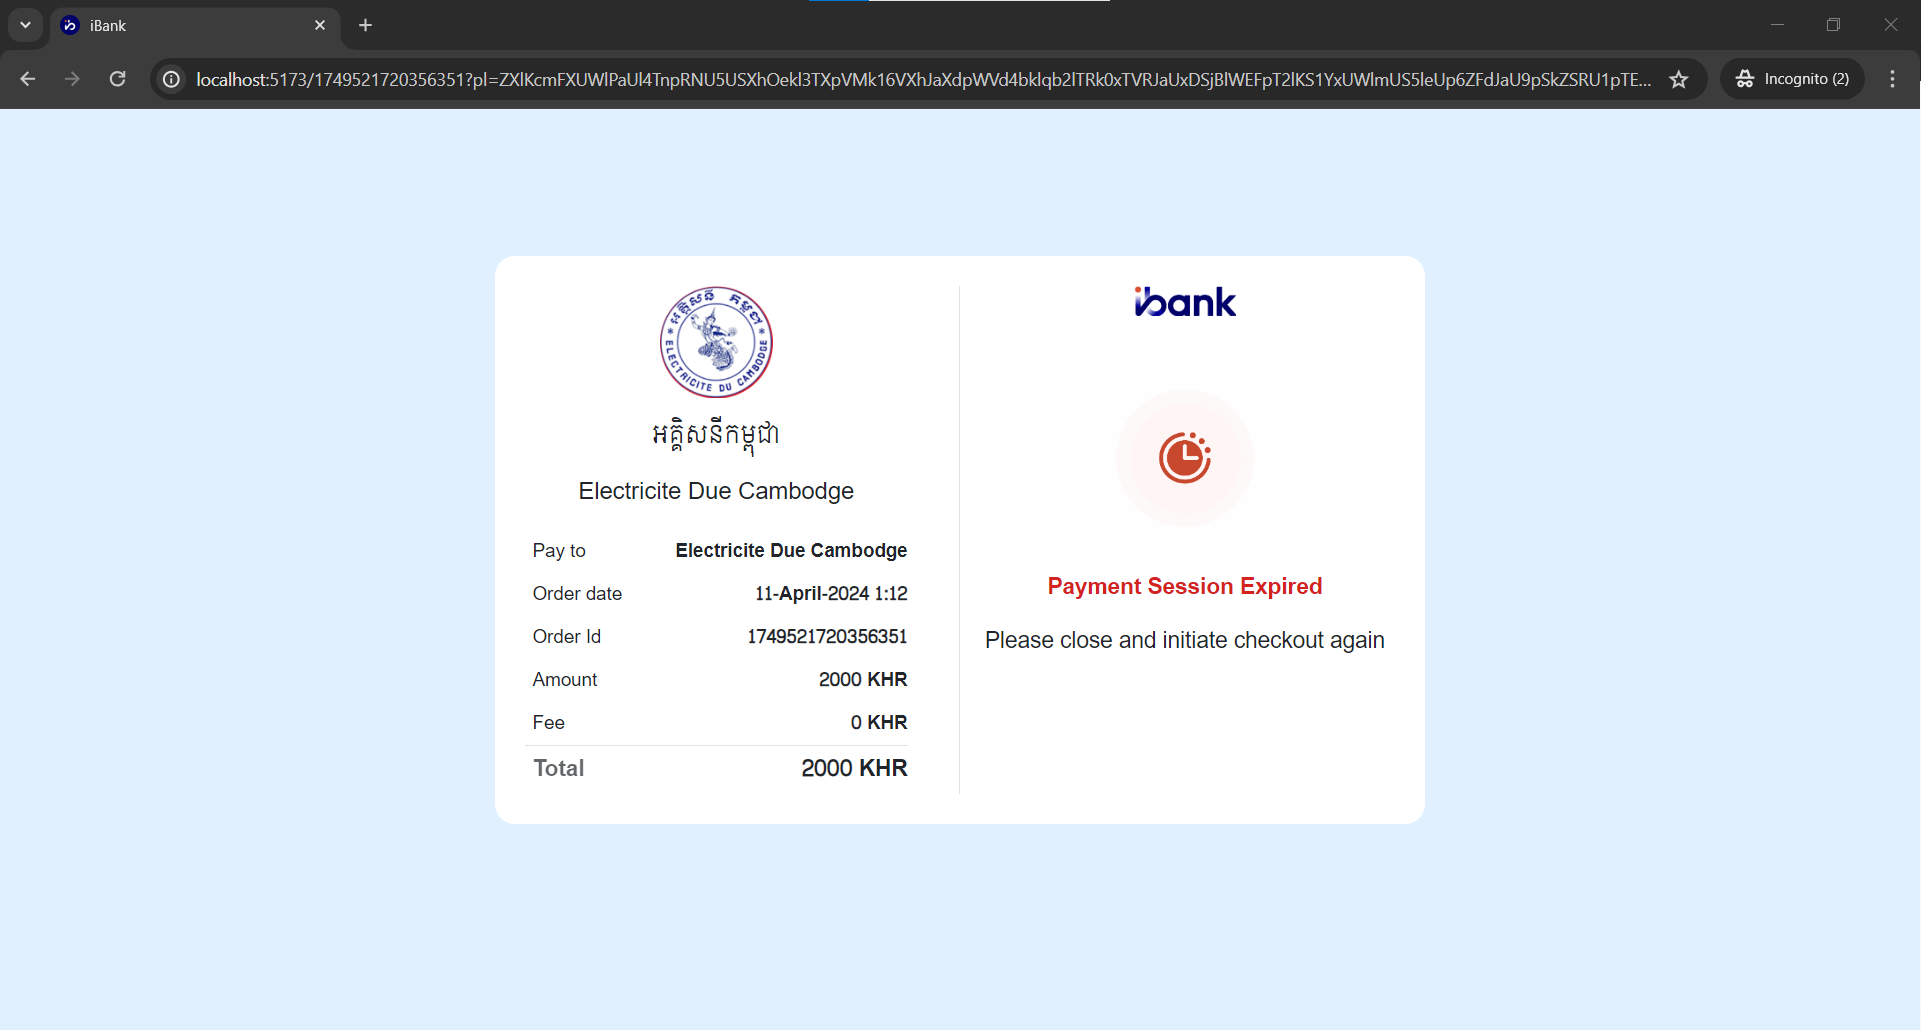 iBank
localhost:5173/1749521720356351?pl=ZXlKcmFXUWlPaUl4TnpRNU5USXhOekl3TXpVMk16VXhJaXdpWVd4bklqb2lTRk0xTVRJaUxDSjBlWEFpT2lKS1YxUWlmUS5leUp6ZFdJaU9pSkZSRU1pTE...
Incognito (2)
អគ្គិសនី កម្ពុជា
* ELECTRICITE DU CAMBODGE *
អគ្គិសនីកម្ពុជា
Electricite Due Cambodge
Pay to Electricite Due Cambodge
Order date 11-April-2024 1:12
Order Id 1749521720356351
Amount 2000 KHR
Fee 0 KHR
Total 2000 KHR
ibank
Payment Session Expired
Please close and initiate checkout again